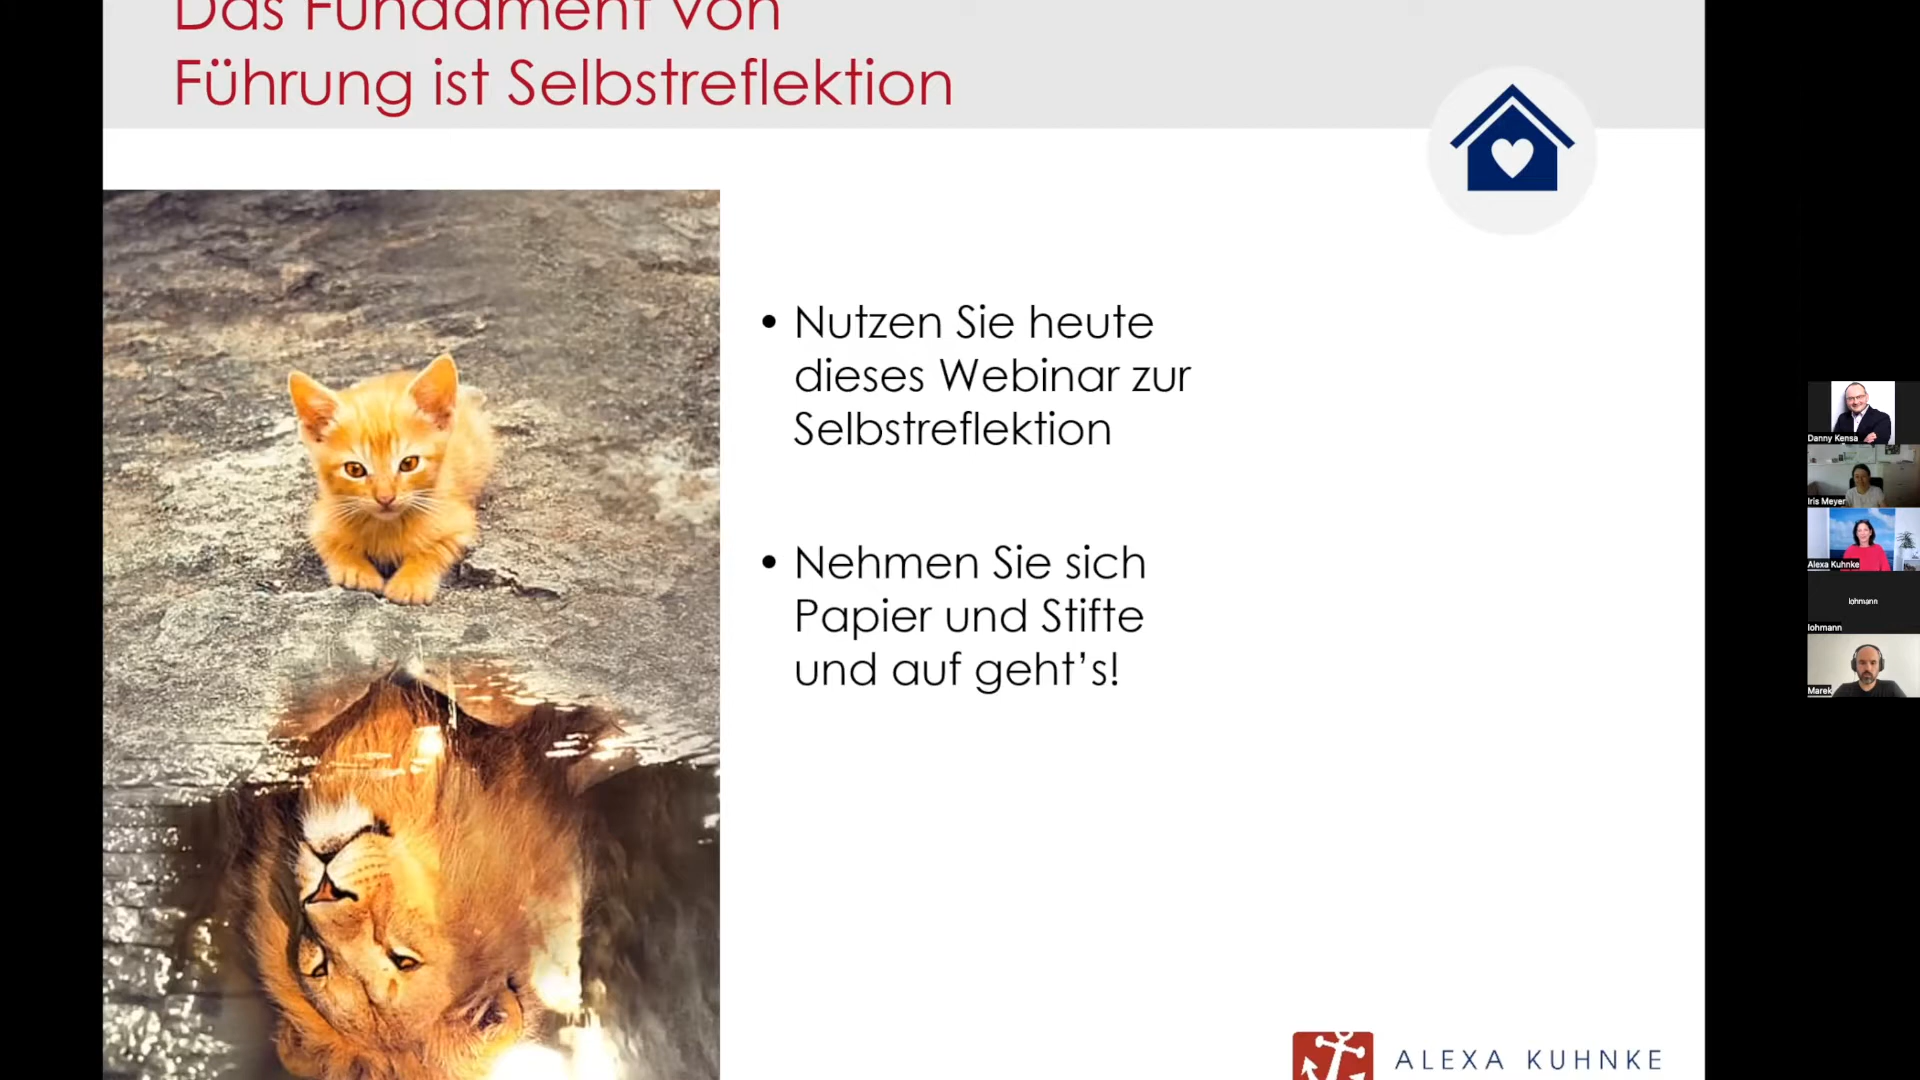 Das Fundament von
Führung ist Selbstreflektion
• Nutzen Sie heute
dieses Webinar zur
Selbstreflektion
• Nehmen Sie sich
Papier und Stifte
und auf geht's!
ALEXA KUHNKE
Danny Kensa
Iris Meyer
Alexa Kuhnke
lohmann
lohmann
Marek